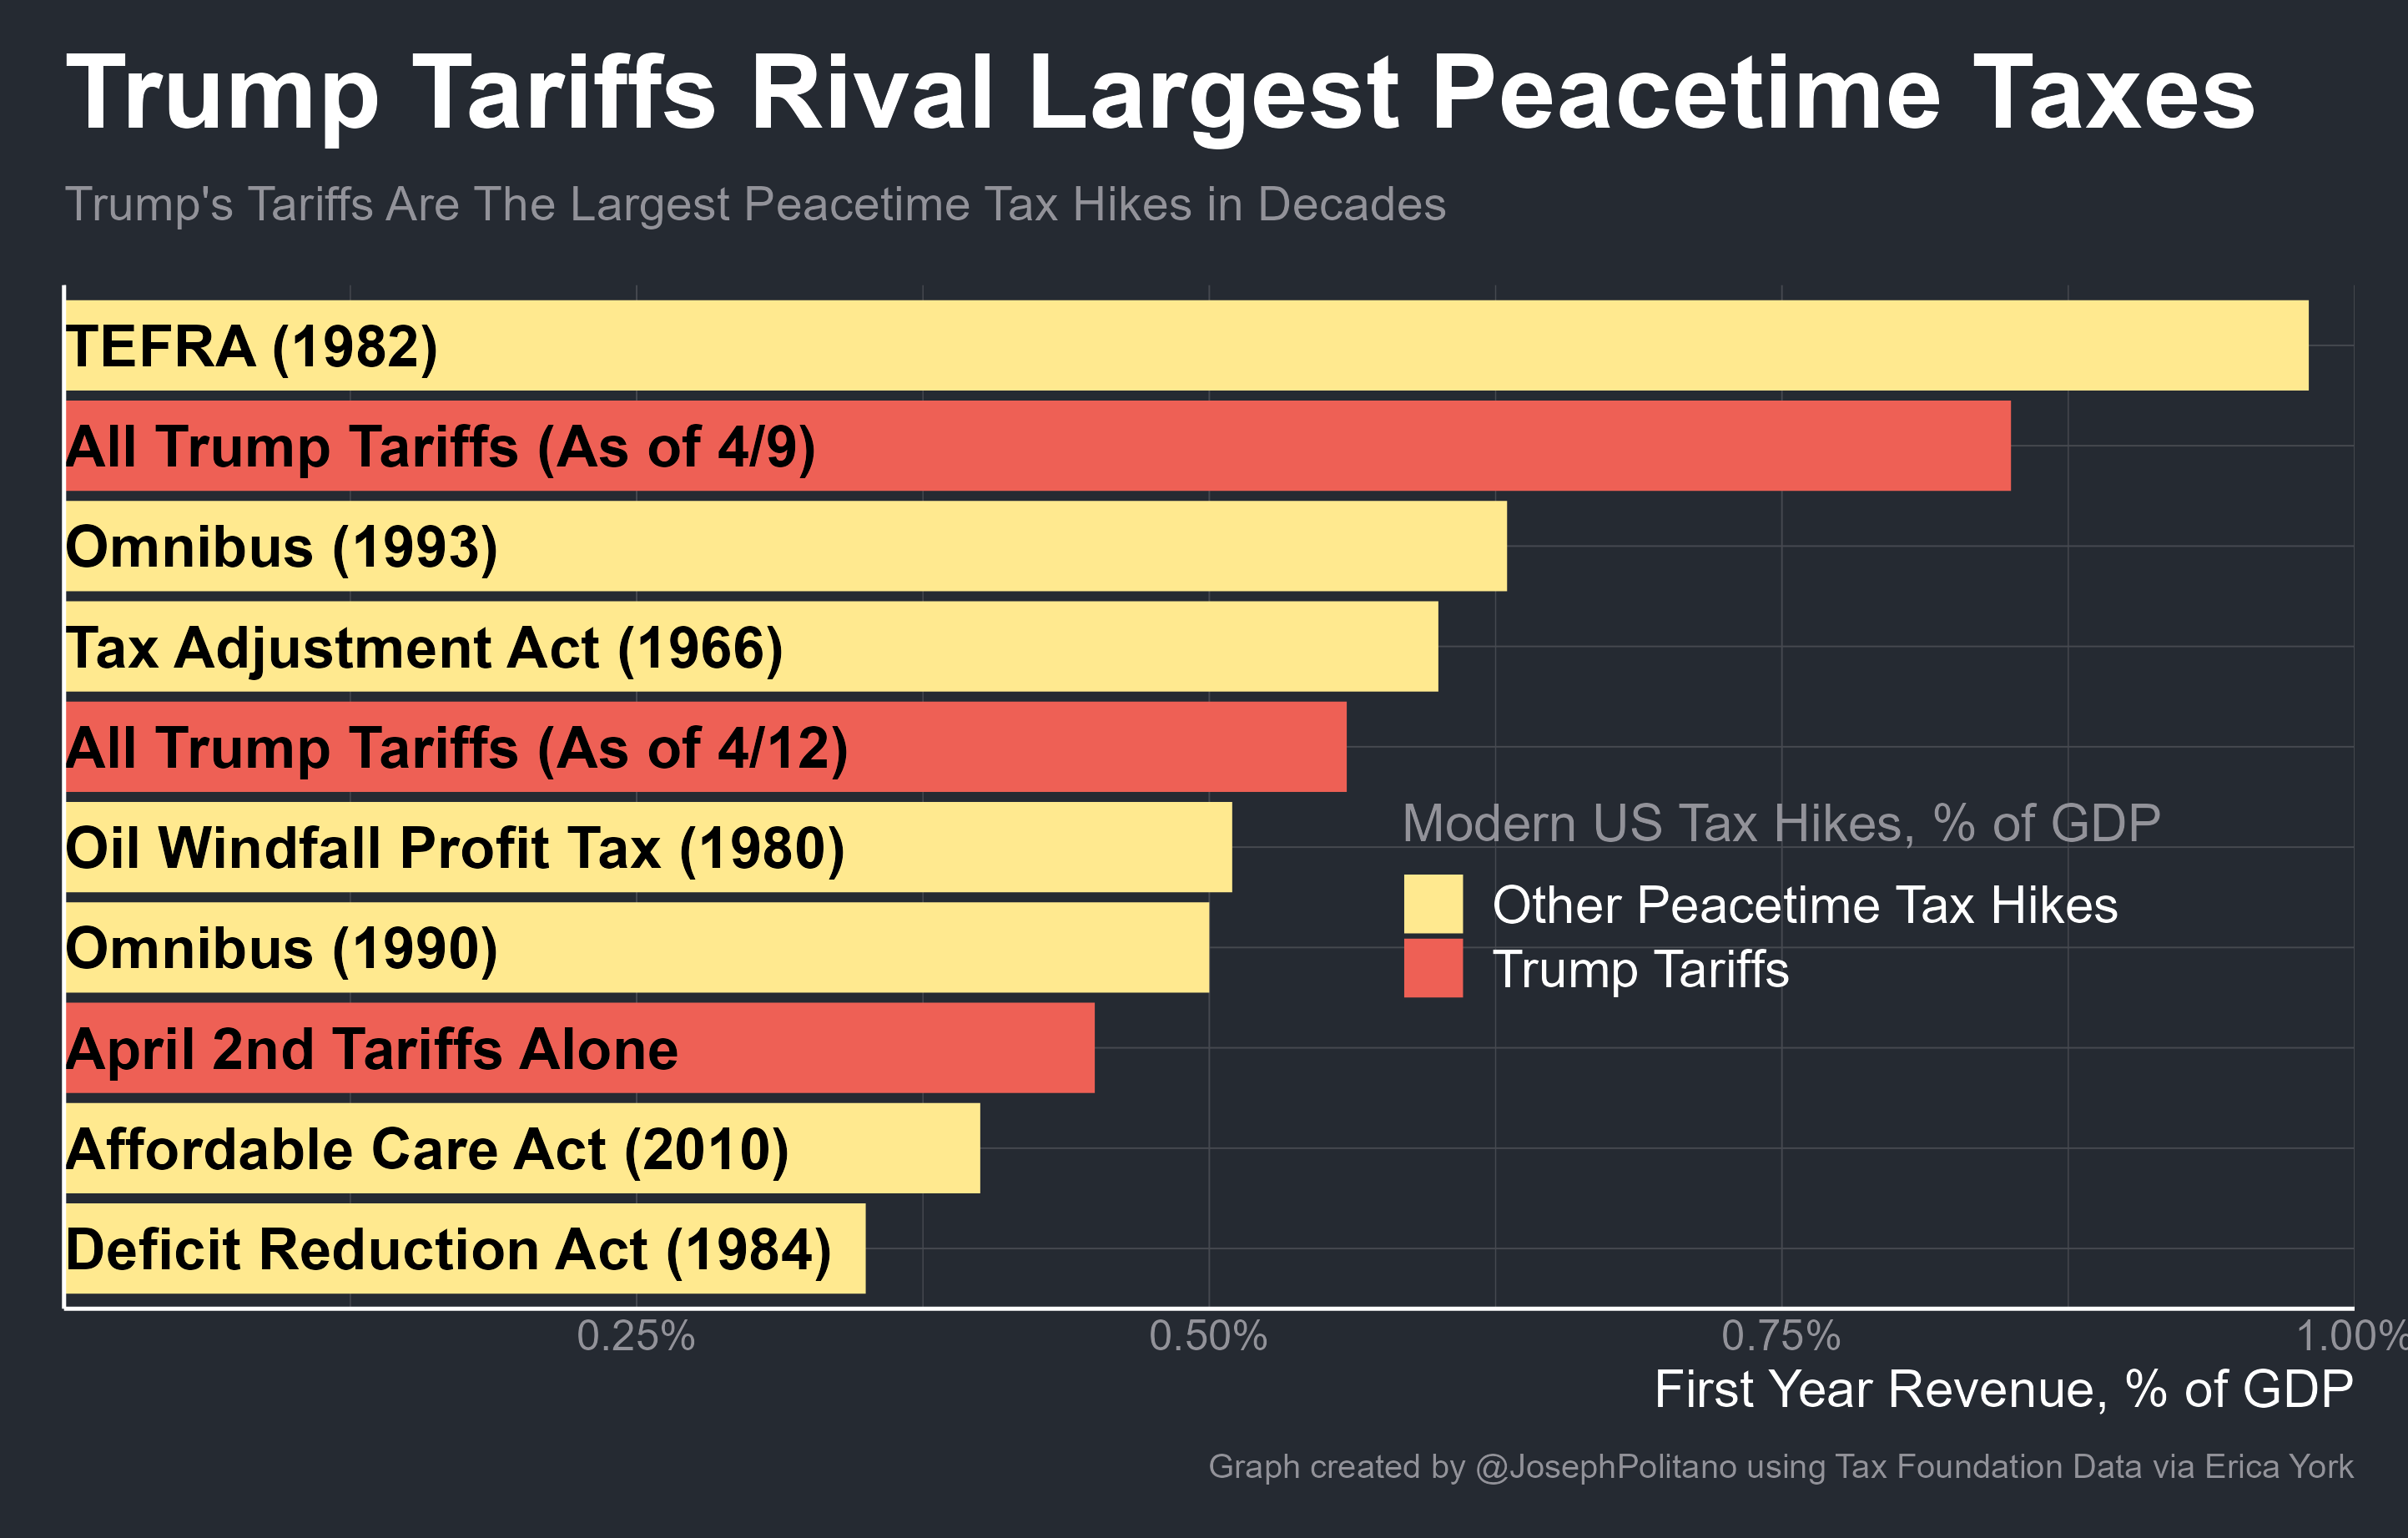 Trump Tariffs Rival Largest Peacetime Taxes
Trump's Tariffs Are The Largest Peacetime Tax Hikes in Decades
TEFRA (1982)
All Trump Tariffs (As of 4/9)
Omnibus (1993)
Tax Adjustment Act (1966)
All Trump Tariffs (As of 4/12)
Oil Windfall Profit Tax (1980)
Omnibus (1990)
April 2nd Tariffs Alone
Affordable Care Act (2010)
Deficit Reduction Act (1984)
Modern US Tax Hikes, % of GDP
Other Peacetime Tax Hikes
Trump Tariffs
0.25% 0.50% 0.75% 1.00%
First Year Revenue, % of GDP
Graph created by @JosephPolitano using Tax Foundation Data via Erica York